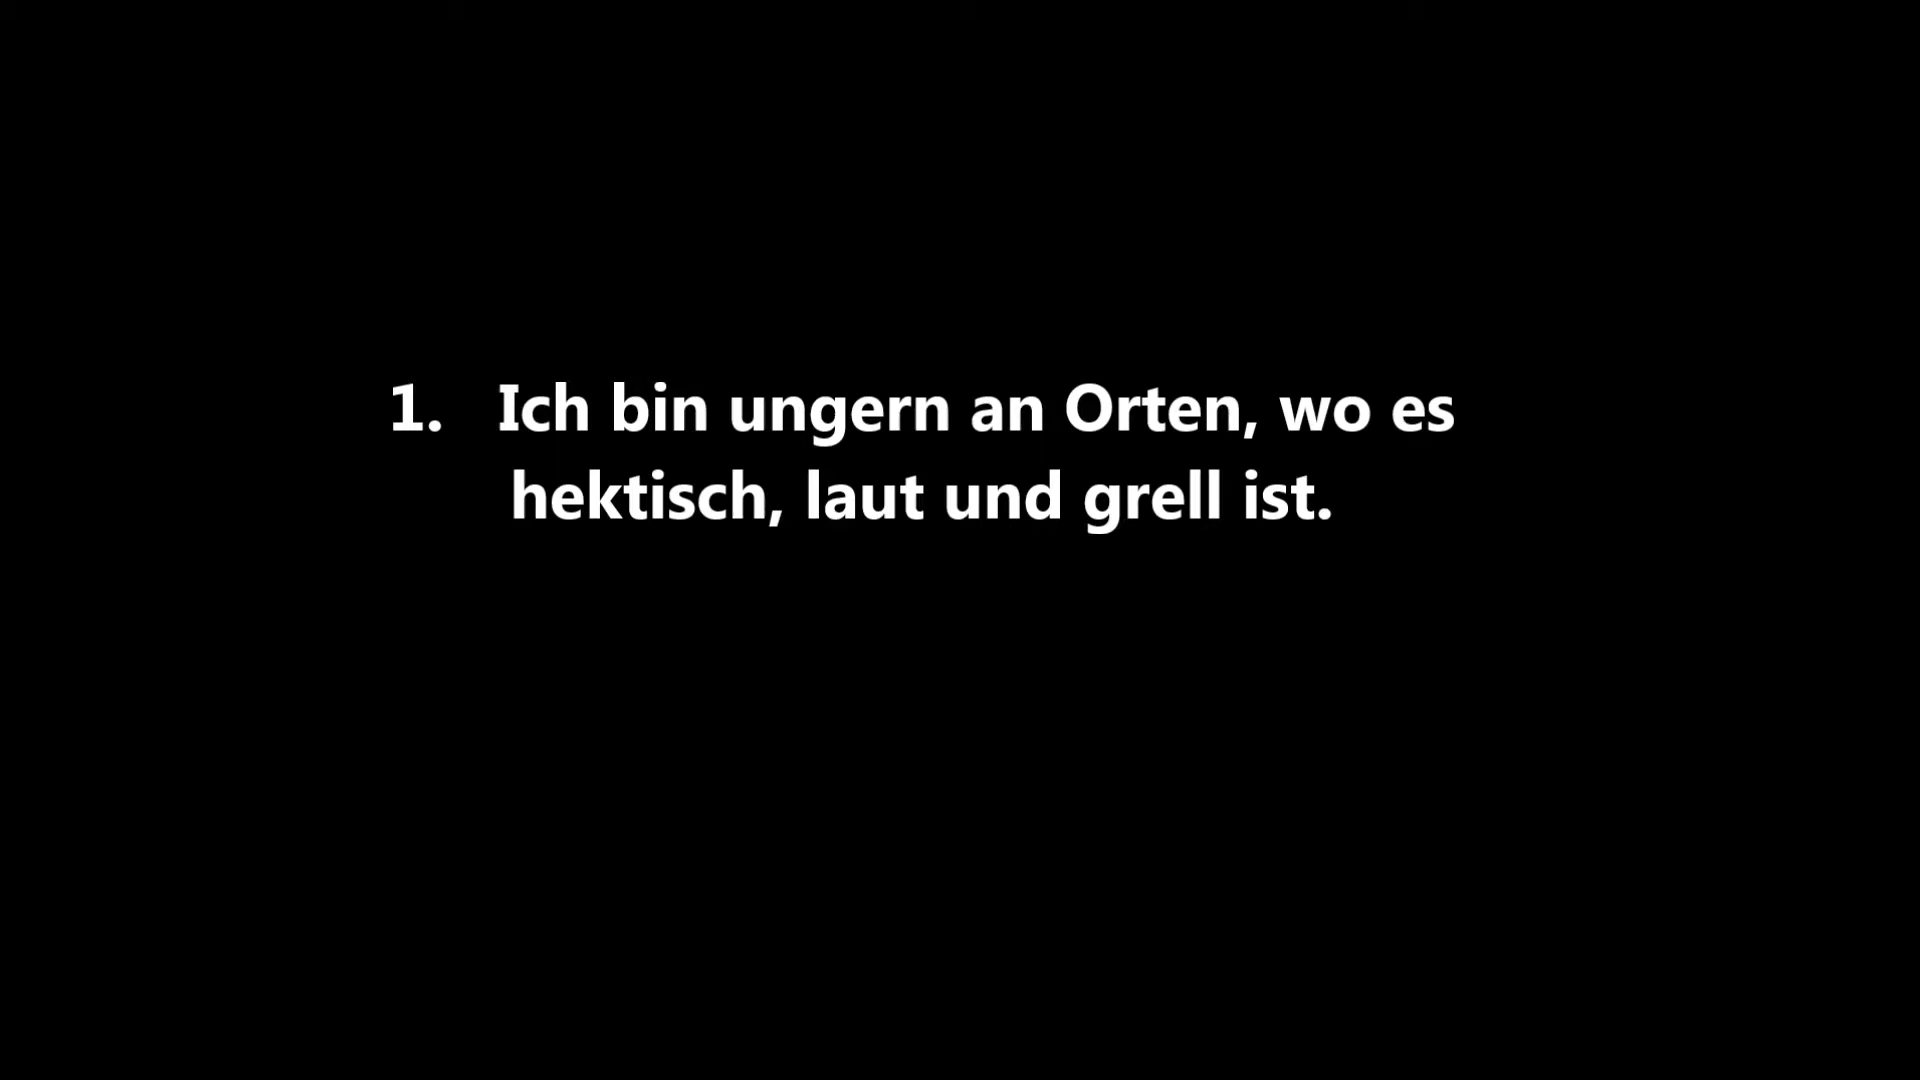 1. Ich bin ungern an Orten, wo es
hektisch, laut und grell ist.